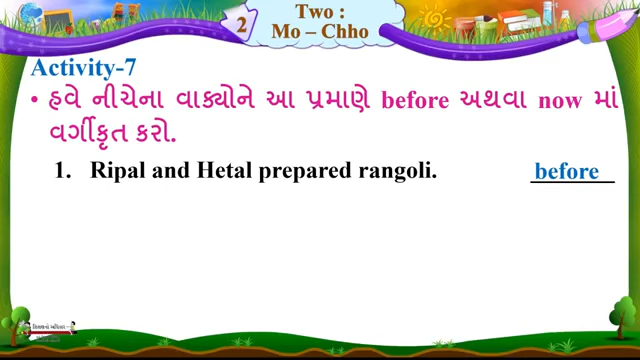 2
Two :
Mo – Chho
Activity-7
• હવે નીચેના વાક્યોને આ પ્રમાણે before અથવા now માં
વર્ગીકૃત કરો.
1. Ripal and Hetal prepared rangoli. before